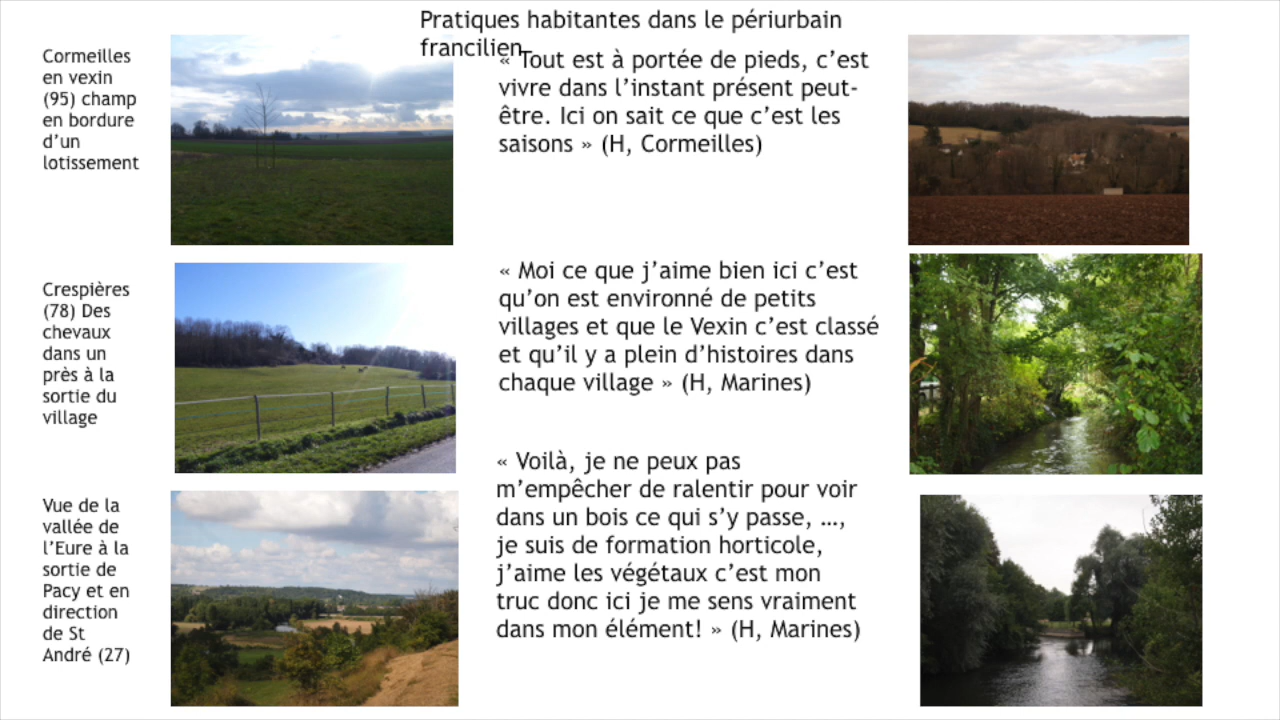 Pratiques habitantes dans le périurbain
francilien
Cormeilles
en vexin
(95) champ
en bordure
d’un
lotissement
« Tout est à portée de pieds, c’est
vivre dans l’instant présent peut-
être. Ici on sait ce que c’est les
saisons » (H, Cormeilles)
Crespières
(78) Des
chevaux
dans un
près à la
sortie du
village
« Moi ce que j’aime bien ici c’est
qu’on est environné de petits
villages et que le Vexin c’est classé
et qu’il y a plein d’histoires dans
chaque village » (H, Marines)
Vue de la
vallée de
l’Eure à la
sortie de
Pacy et en
direction
de St
André (27)
« Voilà, je ne peux pas
m’empêcher de ralentir pour voir
dans un bois ce qui s’y passe, …,
je suis de formation horticole,
j’aime les végétaux c’est mon
truc donc ici je me sens vraiment
dans mon élément! » (H, Marines)